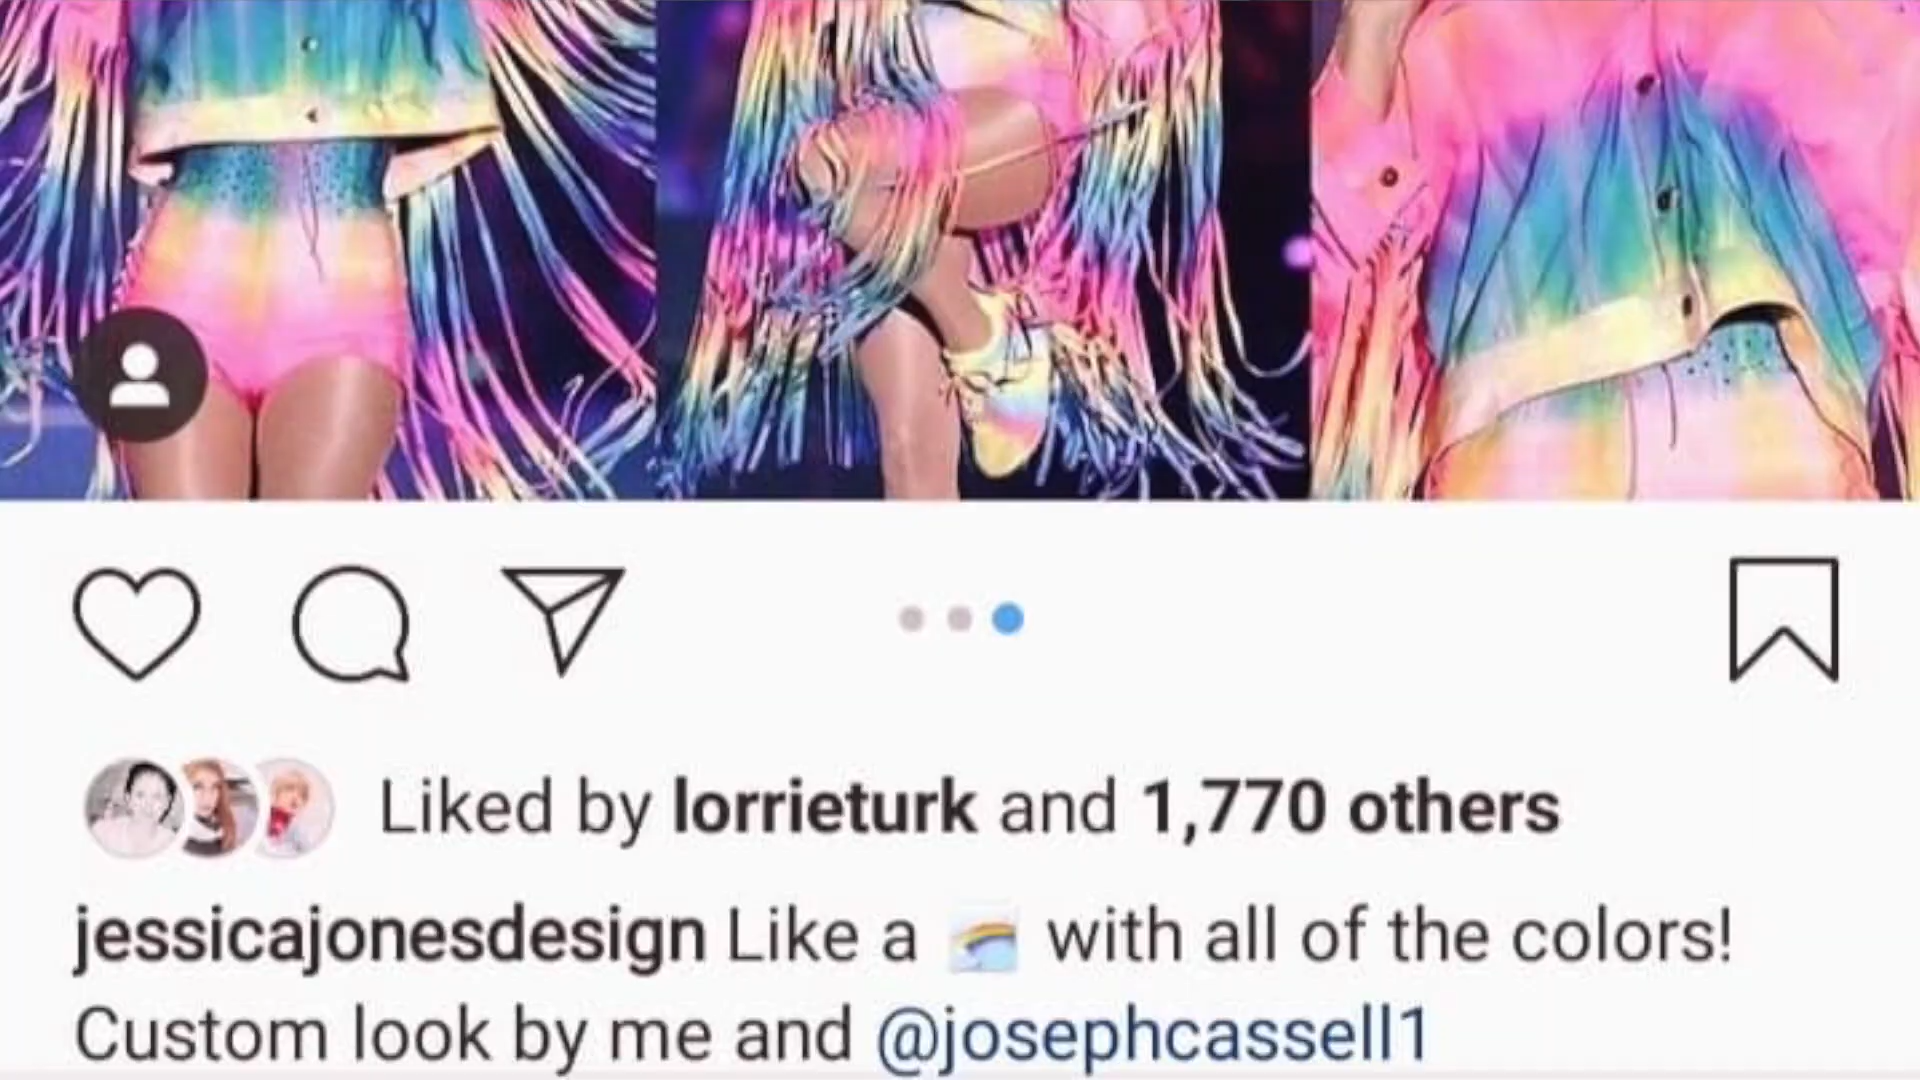 Liked by lorrieturk and 1,770 others
jessicajonesdesign Like a 🌈 with all of the colors!
Custom look by me and @josephcassell1